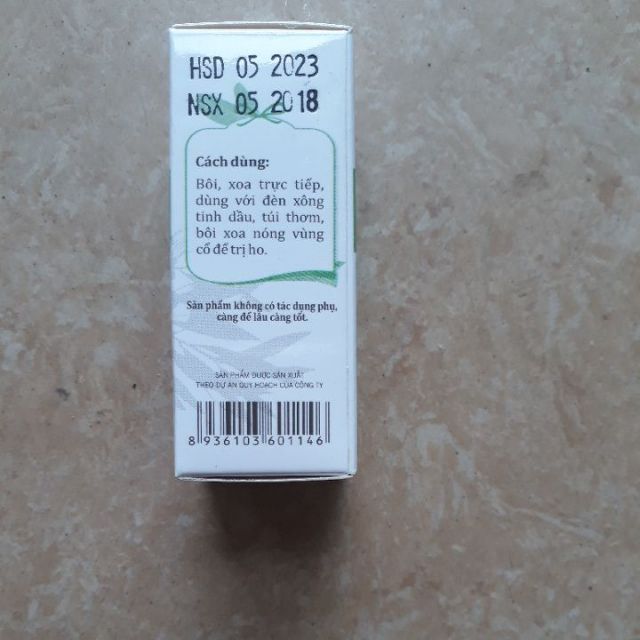 HSD 05 2023
NSX 05 2018
Cách dùng:
Bôi, xoa trực tiếp,
dùng với đèn xông
tinh dầu, túi thơm,
bôi xoa nóng vùng
cổ để trị ho.
Sản phẩm không có tác dụng phụ,
càng để lâu càng tốt.
SẢN PHẨM ĐƯỢC SẢN XUẤT
THEO DỰ ÁN QUY HOẠCH CỦA CÔNG TY
8 936103 601146